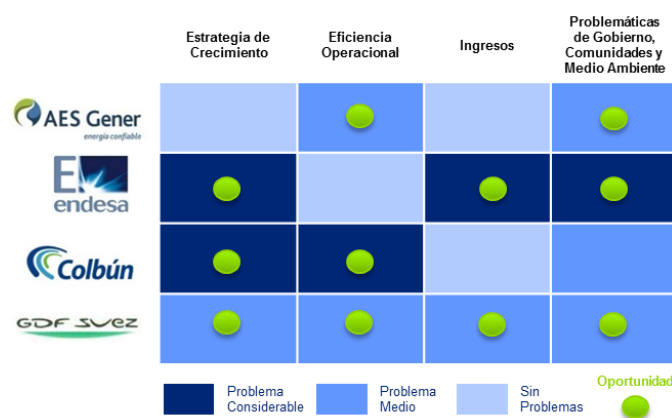 Estrategia de
Crecimiento
Eficiencia
Operacional
Ingresos
Problemáticas
de Gobierno,
Comunidades y
Medio Ambiente
AES Gener
energía confiable
E
endesa
Colbún
GDF SUEZ
Problema
Considerable
Problema
Medio
Sin
Problemas
Oportunidad